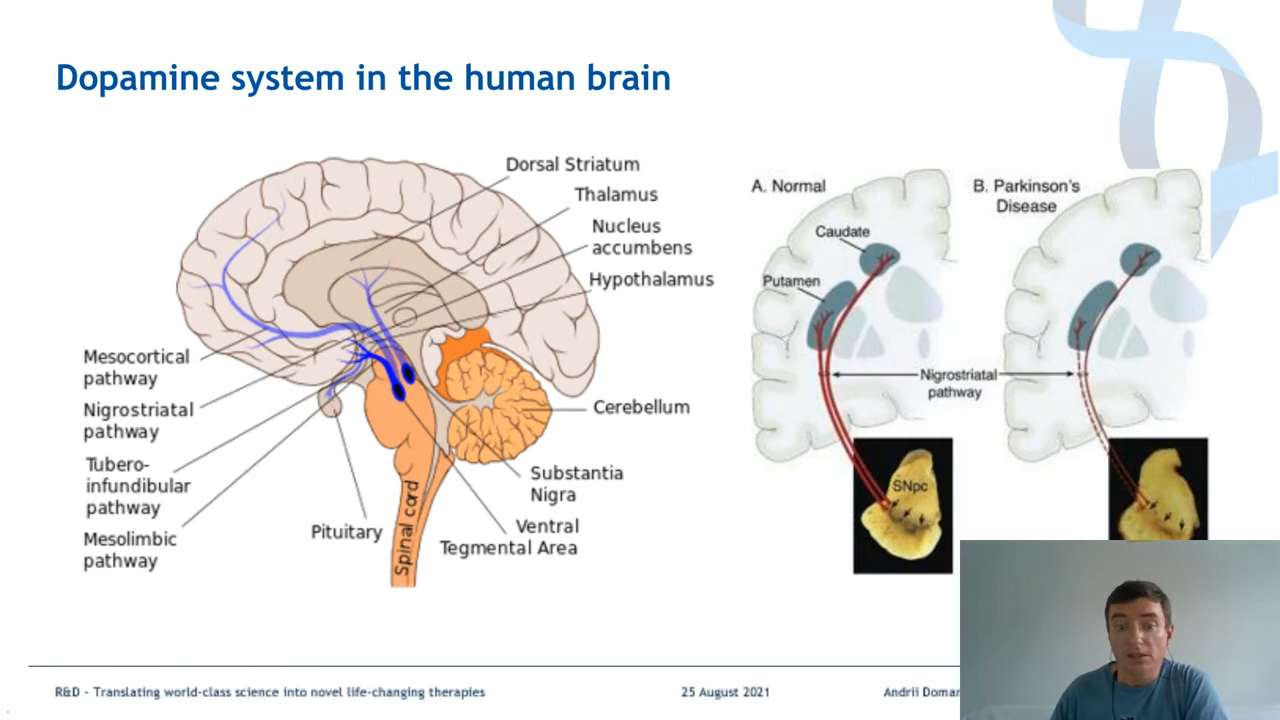 Dopamine system in the human brain
Dorsal Striatum
Thalamus
Nucleus
accumbens
Hypothalamus
Mesocortical
pathway
Nigrostriatal
pathway
Tubero-
infundibular
pathway
Mesolimbic
pathway
Pituitary
Spinal cord
Cerebellum
Substantia
Nigra
Ventral
Tegmental Area
A. Normal
Caudate
Putamen
B. Parkinson's
Disease
Nigrostriatal
pathway
SNpc
R&D - Translating world-class science into novel life-changing therapies
25 August 2021
Andrii